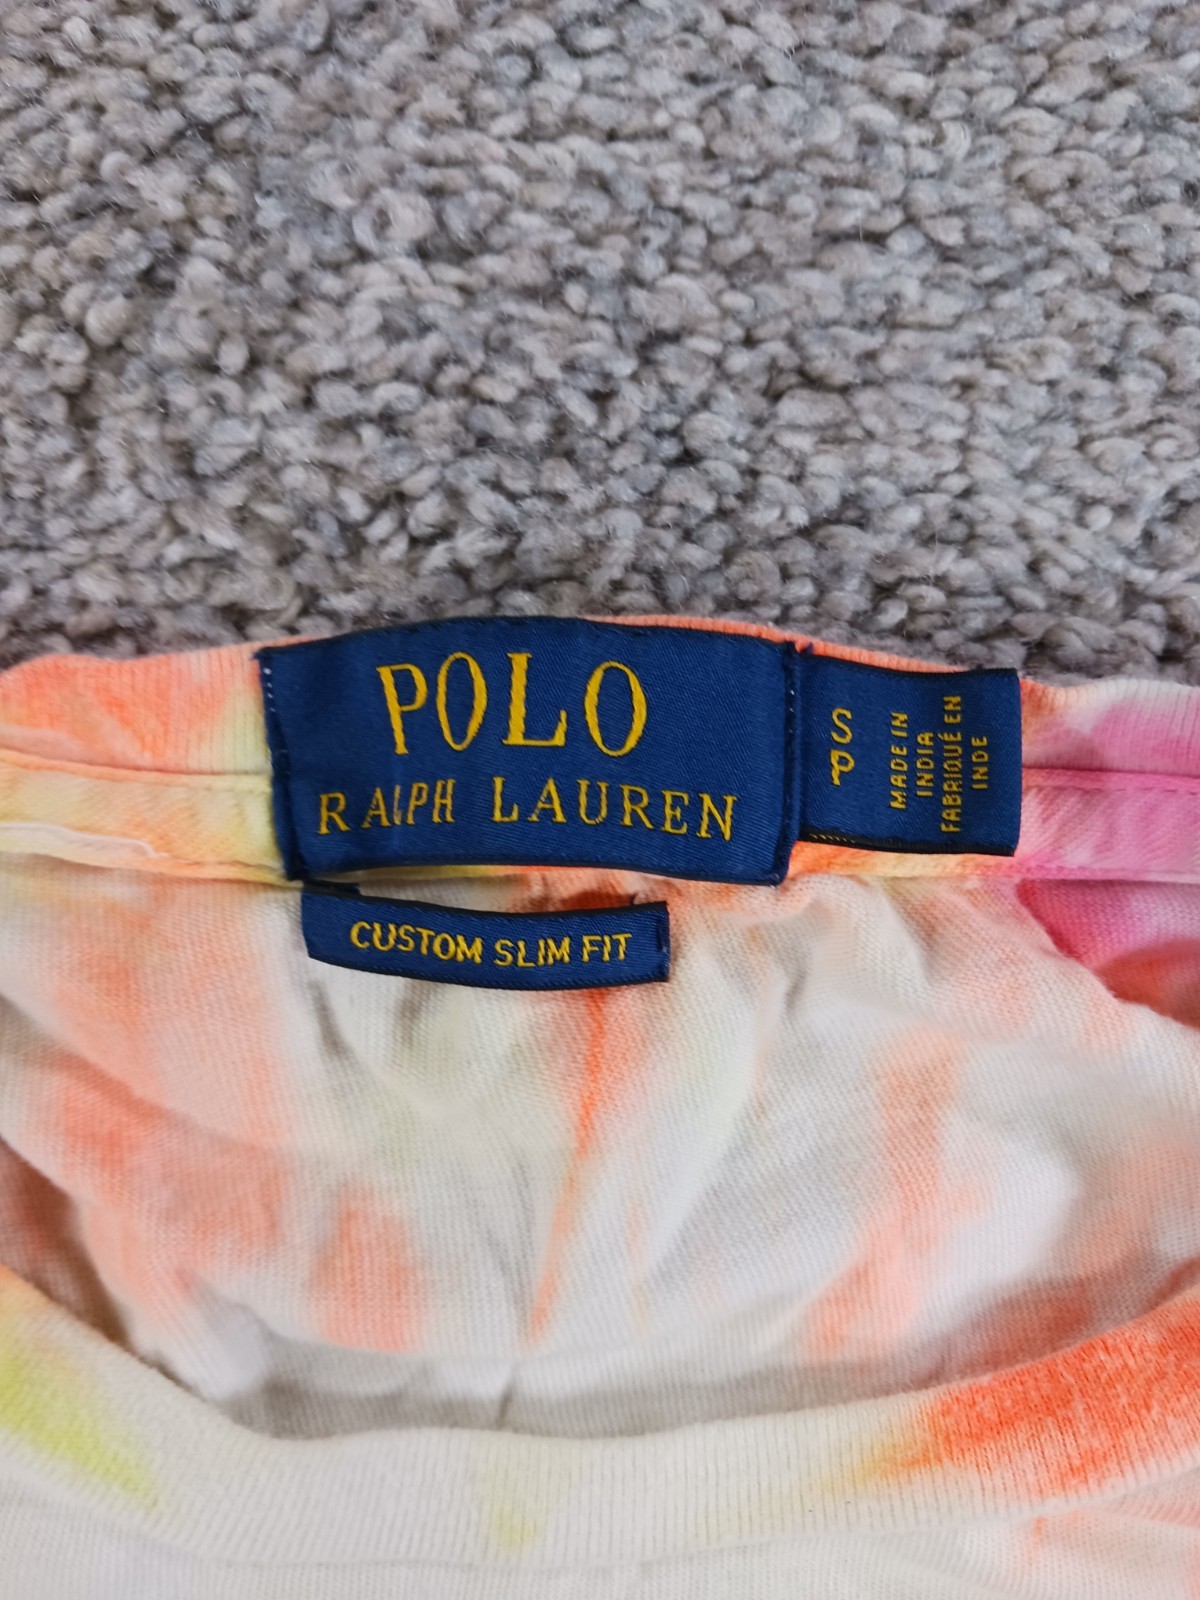 POLO
RALPH LAUREN
S
P
MADE IN
INDIA
FABRIQUÉ EN
INDE
CUSTOM SLIM FIT